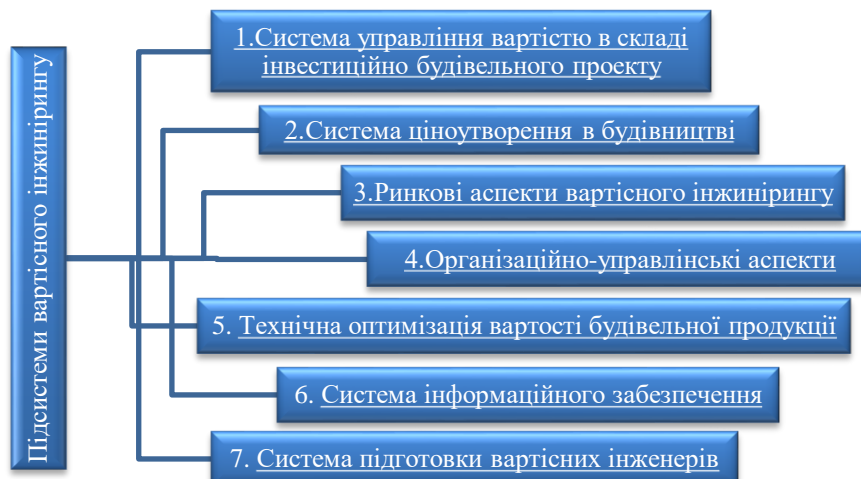 Підсистеми вартісного інжинірингу
1.Система управління вартістю в складі
інвестиційно будівельного проекту
2.Система ціноутворення в будівництві
3.Ринкові аспекти вартісного інжинірингу
4.Організаційно-управлінські аспекти
5. Технічна оптимізація вартості будівельної продукції
6. Система інформаційного забезпечення
7. Система підготовки вартісних інженерів